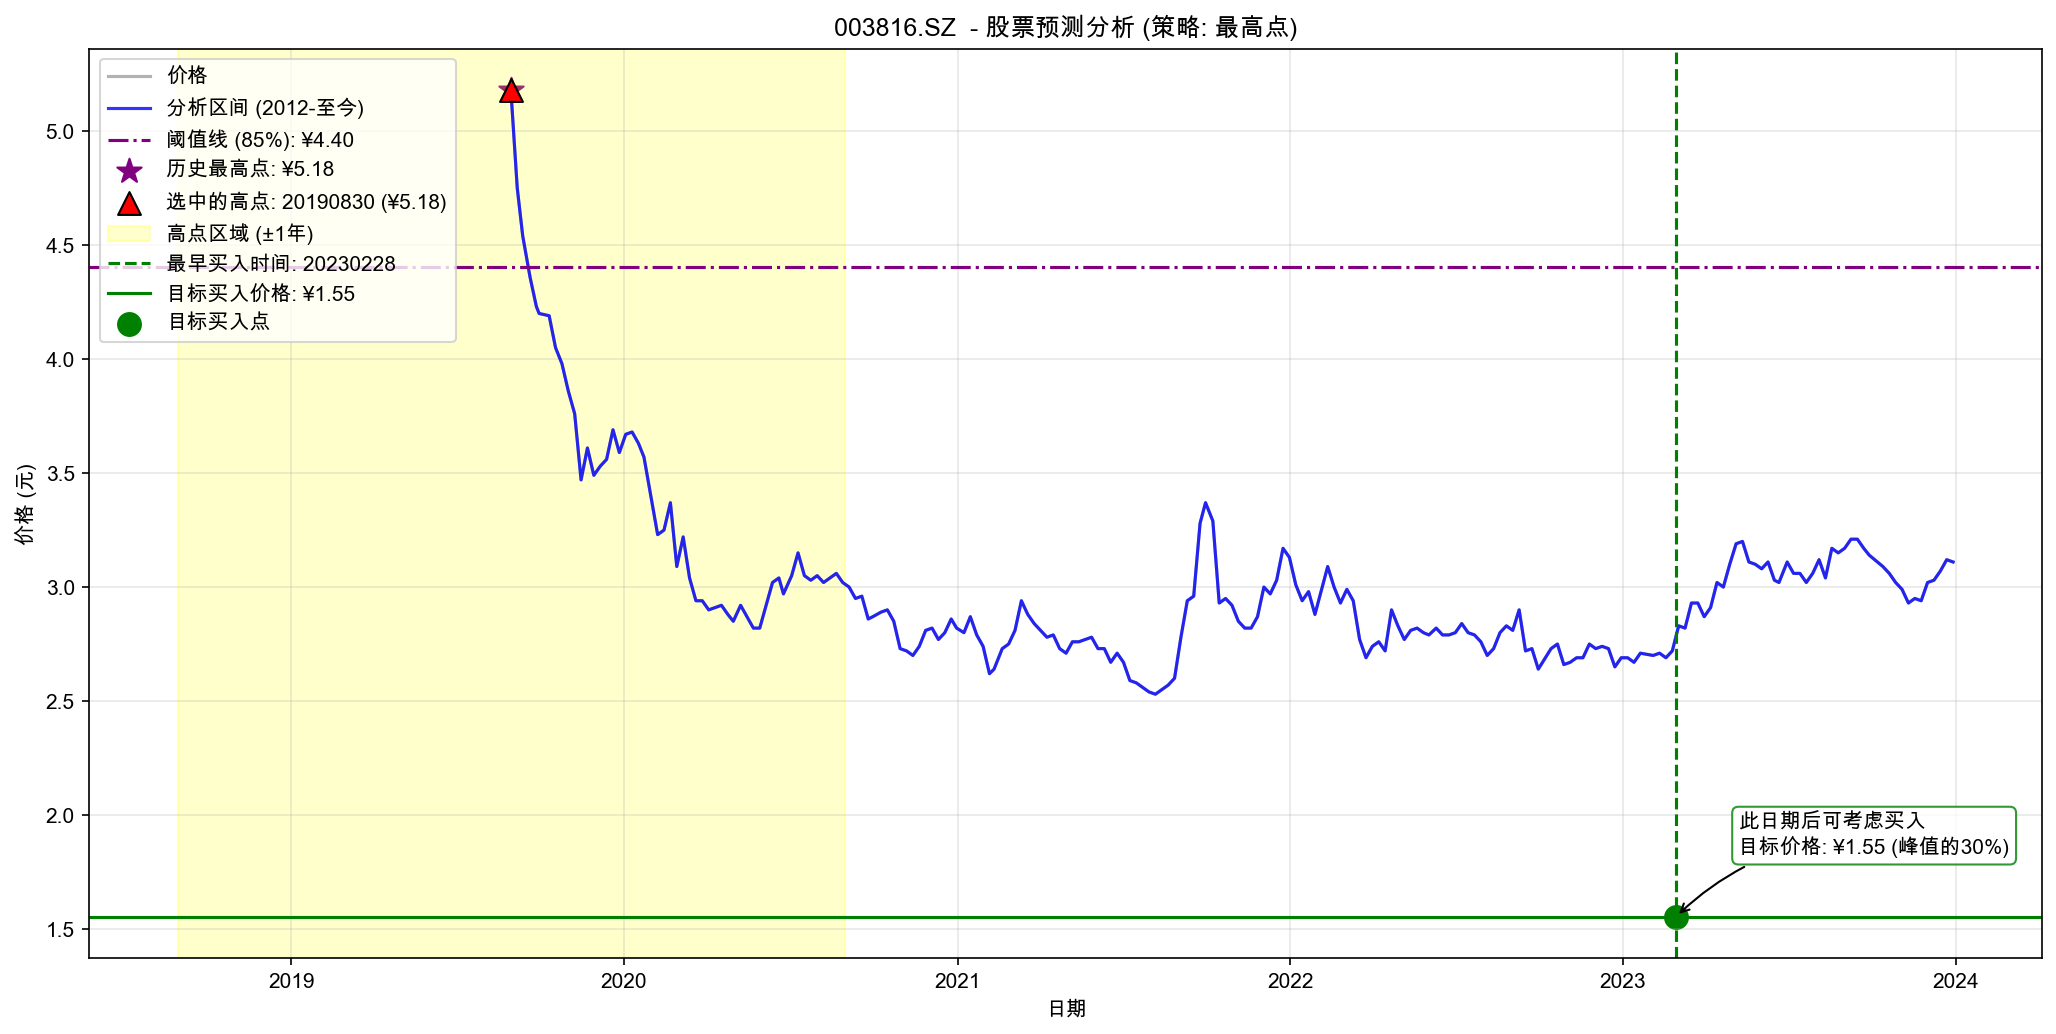 003816.SZ - 股票预测分析 (策略: 最高点)
价格
分析区间 (2012-至今)
阈值线 (85%): ¥4.40
历史最高点: ¥5.18
选中的高点: 20190830 (¥5.18)
高点区域 (±1年)
最早买入时间: 20230228
目标买入价格: ¥1.55
目标买入点
价格 (元)
5.0
4.5
4.0
3.5
3.0
2.5
2.0
1.5
此日期后可考虑买入
目标价格: ¥1.55 (峰值的30%)
2019
2020
2021
2022
2023
2024
日期